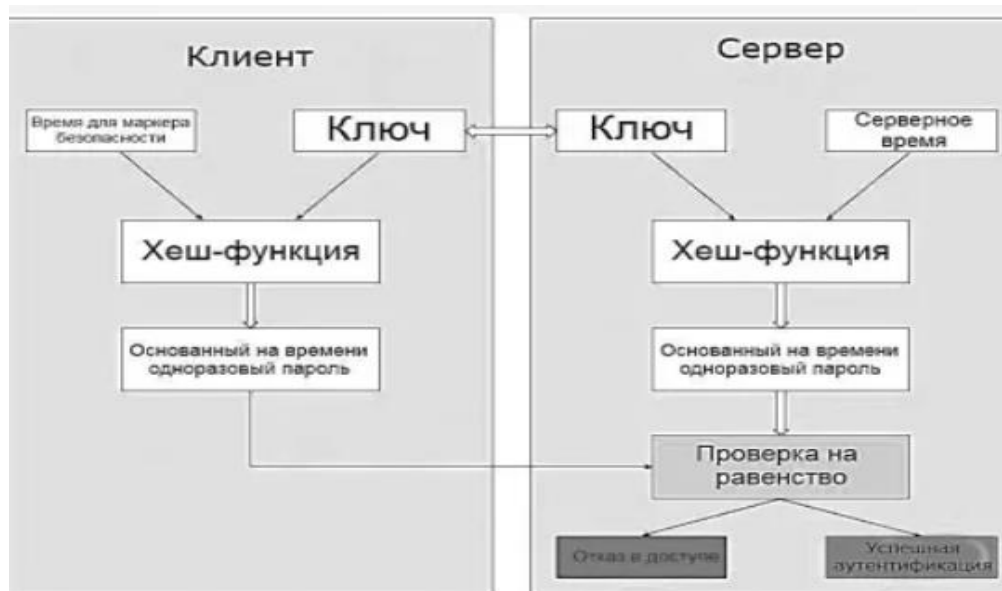 Клиент
Время для маркера
безопасности
Ключ
Хеш-функция
Основанный на времени
одноразовый пароль
Сервер
Ключ
Серверное
время
Хеш-функция
Основанный на времени
одноразовый пароль
Проверка на
равенство
Отказ в доступе
Успешная
аутентификация